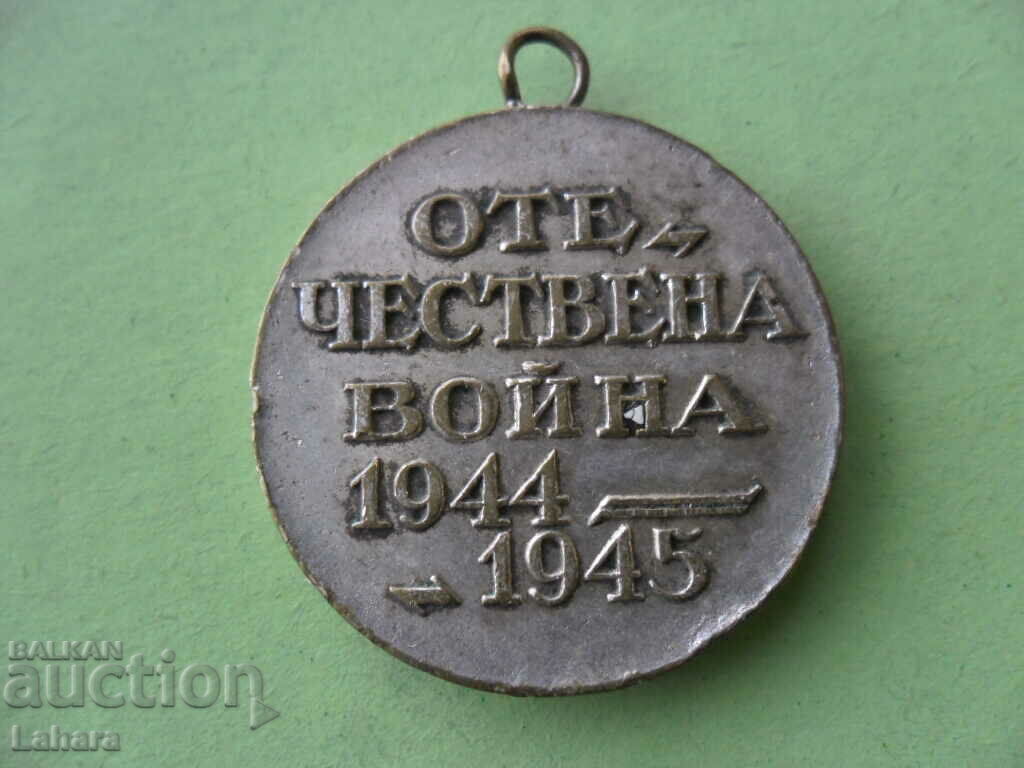 ОТЕ-
ЧЕСТВЕНА
ВОЙНА
1944 —
- 1945
BALKAN
auction
Lahara